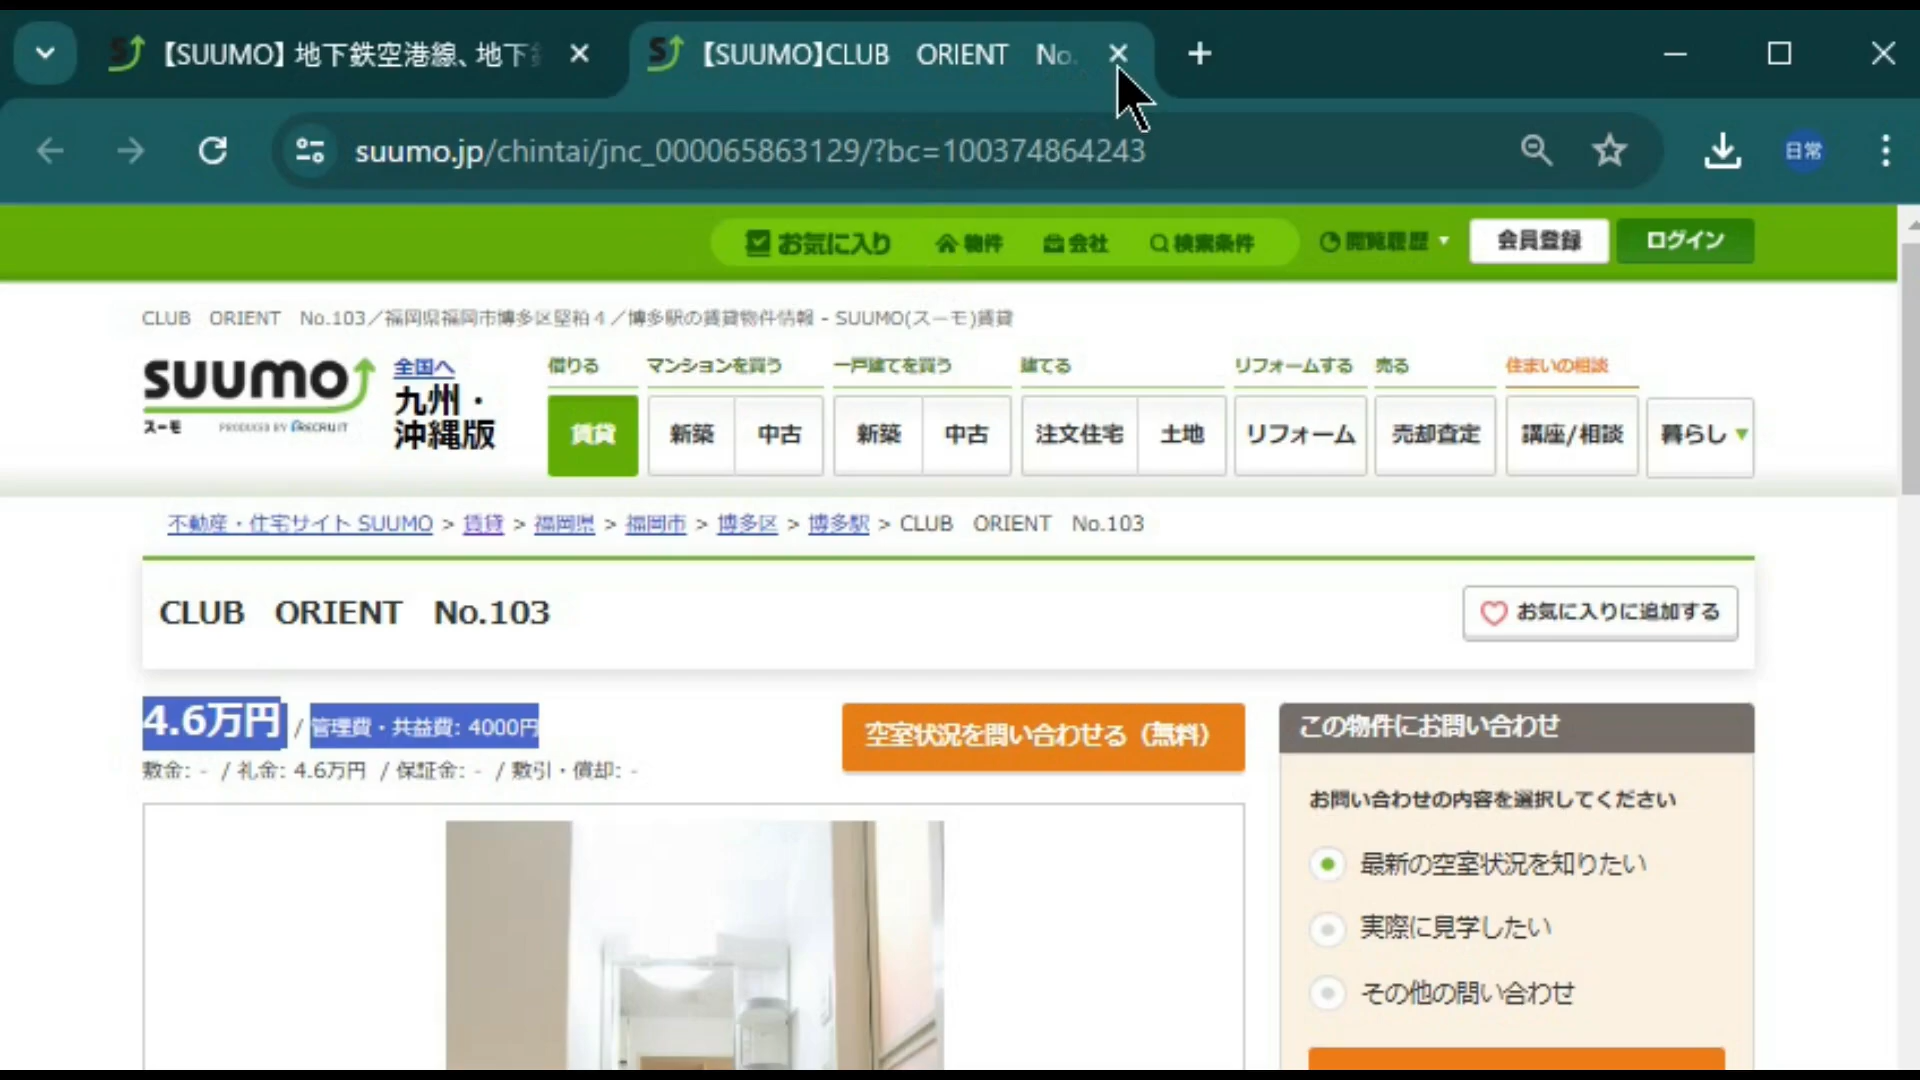 【SUUMO】 地下鉄空港線、地下
【SUUMO】CLUB ORIENT No.
suumo.jp/chintai/jnc_000065863129/?bc=100374864243
日常
お気に入り 物件 会社 検索条件 閲覧履歴 会員登録 ログイン
CLUB ORIENT No.103／福岡県福岡市博多区堅粕４／博多駅の賃貸物件情報 - SUUMO(スーモ)賃貸
SUUMO
スーモ PRODUCED BY RECRUIT
全国へ
九州・
沖縄版
借りる マンションを買う 一戸建てを買う 建てる リフォームする 売る 住まいの相談
賃貸 新築 中古 新築 中古 注文住宅 土地 リフォーム 売却査定 講座/相談 暮らし
不動産・住宅サイト SUUMO > 賃貸 > 福岡県 > 福岡市 > 博多区 > 博多駅 > CLUB ORIENT No.103
CLUB ORIENT No.103
お気に入りに追加する
4.6万円 / 管理費・共益費: 4000円
敷金: - / 礼金: 4.6万円 / 保証金: - / 敷引・償却: -
空室状況を問い合わせる（無料）
この物件にお問い合わせ
お問い合わせの内容を選択してください
最新の空室状況を知りたい
実際に見学したい
その他の問い合わせ